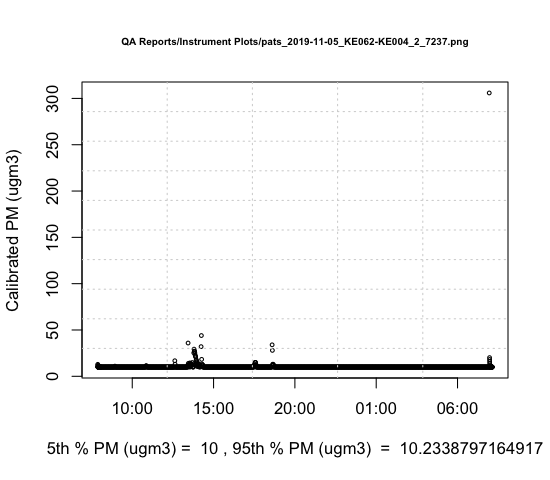 QA Reports/Instrument Plots/pats_2019-11-05_KE062-KE004_2_7237.png
Calibrated PM (ugm3)
300
250
200
150
100
50
0
10:00 15:00 20:00 01:00 06:00
5th % PM (ugm3) = 10 , 95th % PM (ugm3) = 10.2338797164917